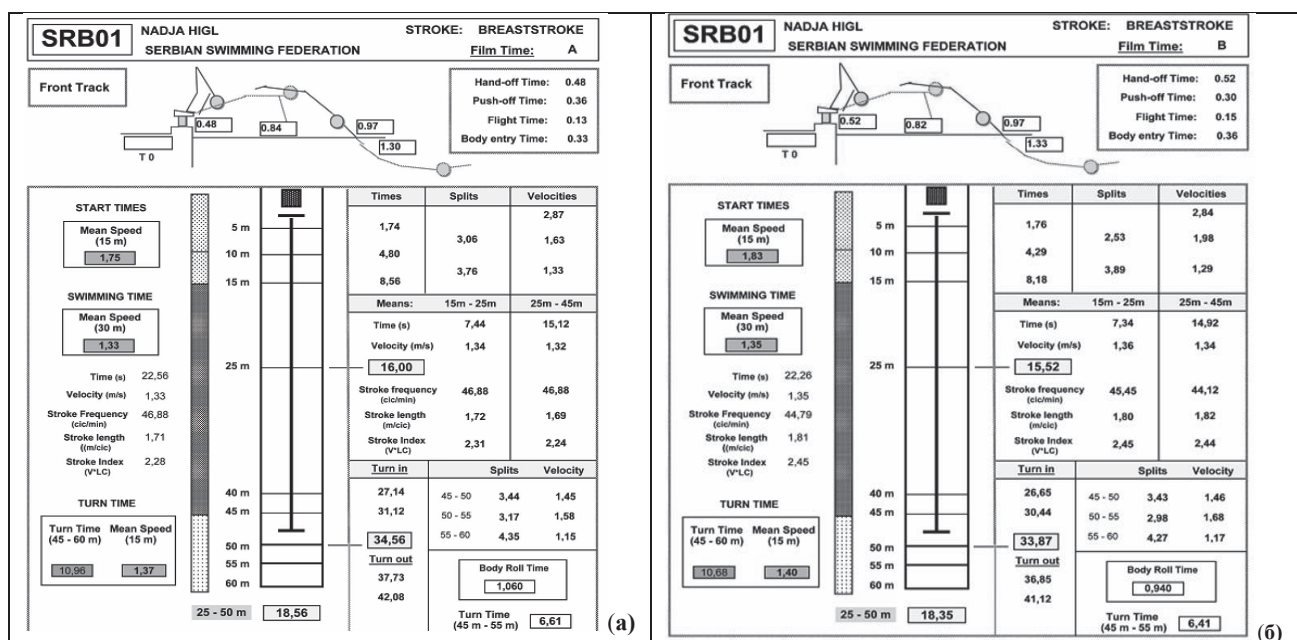 SRB01 NADJA HIGL STROKE: BREASTSTROKE
SERBIAN SWIMMING FEDERATION Film Time: A
Front Track
Hand-off Time: 0.48
Push-off Time: 0.36
Flight Time: 0.13
Body entry Time: 0.33
0.48 0.84 0.97
1.30
T 0
Times Splits Velocities
START TIMES
Mean Speed
(15 m)
1,75
5 m
10 m
15 m
2,87
1,74
3,06 1,63
4,80
3,76 1,33
8,56
SWIMMING TIME
Mean Speed
(30 m)
1,33
Means: 15m - 25m 25m - 45m
Time (s) 7,44 15,12
Velocity (m/s) 1,34 1,32
25 m 16,00
Time (s) 22,56
Velocity (m/s) 1,33
Stroke Frequency 46,88
(cic/min)
Stroke length 1,71
((m/cic)
Stroke Index 2,28
(V*LC)
Stroke frequency 46,88 46,88
(cic/min)
Stroke length 1,72 1,69
(m/cic)
Stroke Index 2,31 2,24
(V*LC)
TURN TIME
Turn Time Mean Speed
(45 - 60 m) (15 m)
10,96 1,37
40 m
45 m
50 m
55 m
60 m
Turn in Splits Velocity
27,14 45 - 50 3,44 1,45
31,12 50 - 55 3,17 1,58
34,56 55 - 60 4,35 1,15
Turn out
37,73
42,08
Body Roll Time
1,060
25 - 50 m 18,56
Turn Time
(45 m - 55 m) 6,61
(а)
SRB01 NADJA HIGL STROKE: BREASTSTROKE
SERBIAN SWIMMING FEDERATION Film Time: B
Front Track
Hand-off Time: 0.52
Push-off Time: 0.30
Flight Time: 0.15
Body entry Time: 0.36
0.52 0.82 0.97
1.33
T 0
Times Splits Velocities
START TIMES
Mean Speed
(15 m)
1,83
5 m
10 m
15 m
2,84
1,76
2,53 1,98
4,29
3,89 1,29
8,18
SWIMMING TIME
Mean Speed
(30 m)
1,35
Means: 15m - 25m 25m - 45m
Time (s) 7,34 14,92
Velocity (m/s) 1,36 1,34
25 m 15,52
Time (s) 22,26
Velocity (m/s) 1,35
Stroke Frequency 44,79
(cic/min)
Stroke length 1,81
((m/cic)
Stroke Index 2,45
(V*LC)
Stroke frequency 45,45 44,12
(cic/min)
Stroke length 1,80 1,82
(m/cic)
Stroke Index 2,45 2,44
(V*LC)
TURN TIME
Turn Time Mean Speed
(45 - 60 m) (15 m)
10,68 1,40
40 m
45 m
50 m
55 m
60 m
Turn in Splits Velocity
26,65 45 - 50 3,43 1,46
30,44 50 - 55 2,98 1,68
33,87 55 - 60 4,27 1,17
Turn out
36,85
41,12
Body Roll Time
0,940
25 - 50 m 18,35
Turn Time
(45 m - 55 m) 6,41
(б)